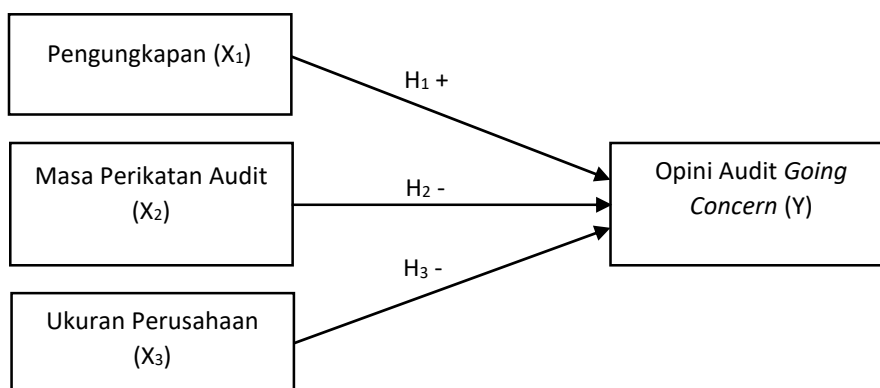 Pengungkapan (X₁)
H₁ +
Masa Perikatan Audit
(X₂)
H₂ -
Opini Audit Going
Concern (Y)
H₃ -
Ukuran Perusahaan
(X₃)